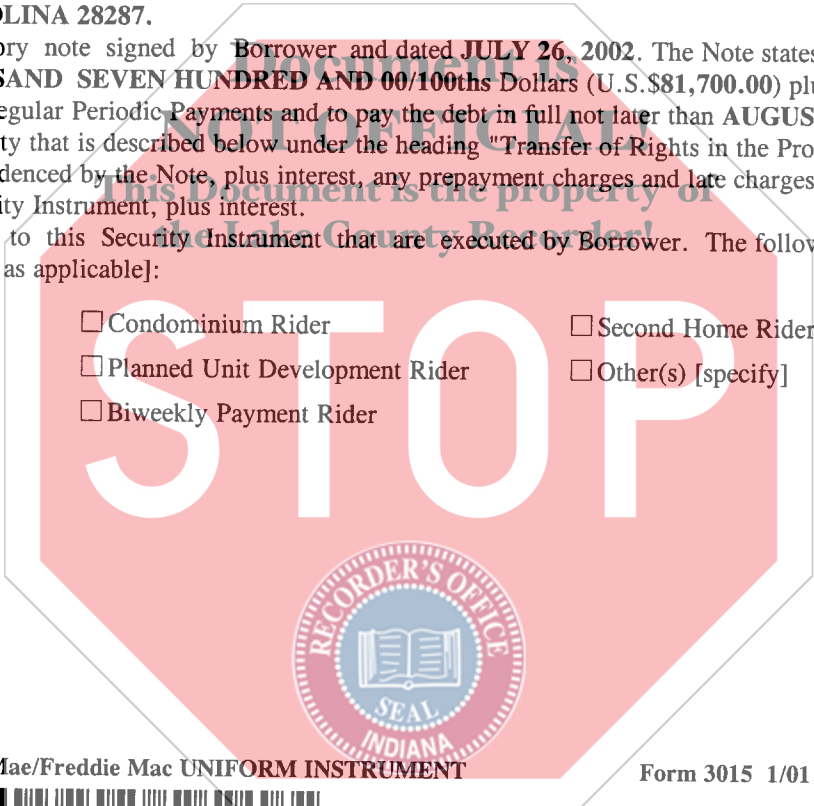 OLINA 28287.
ory note signed by Borrower and dated JULY 26, 2002. The Note states
SAND SEVEN HUNDRED AND 00/100ths Dollars (U.S.$81,700.00) plu
egular Periodic Payments and to pay the debt in full not later than AUGUS
ty that is described below under the heading "Transfer of Rights in the Pro
denced by the Note, plus interest, any prepayment charges and late charges
ity Instrument, plus interest.
to this Security Instrument that are executed by Borrower. The follow
as applicable]:
Document is
NOT OFFICIAL
This Document is the property of
the Lake County Recorder!
☐ Condominium Rider ☐ Second Home Rider
☐ Planned Unit Development Rider ☐ Other(s) [specify]
☐ Biweekly Payment Rider
STOP
RECORDER'S OFFICE
SEAL
INDIANA
Mae/Freddie Mac UNIFORM INSTRUMENT Form 3015 1/01